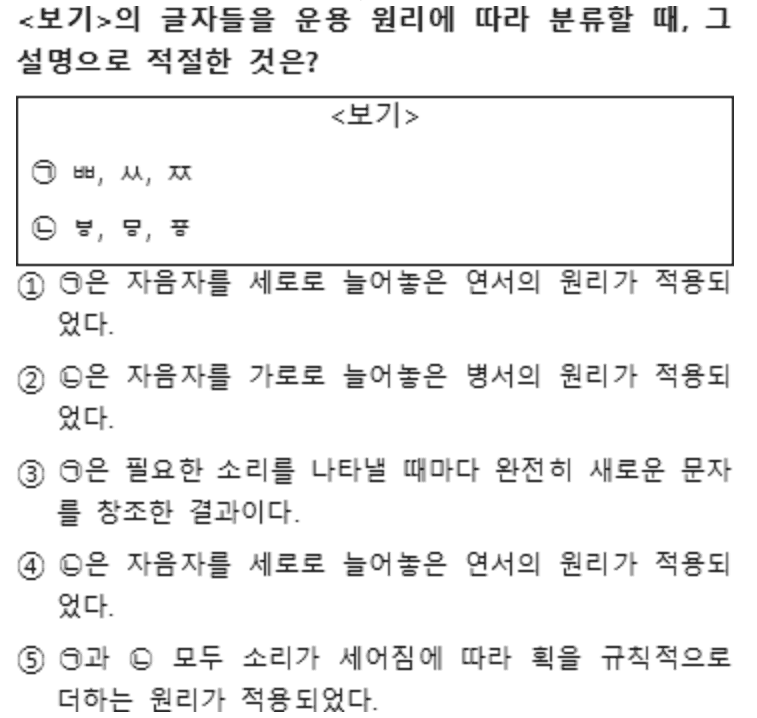 <보기>의 글자들을 운용 원리에 따라 분류할 때, 그
설명으로 적절한 것은?
<보기>
㉠ ㅃ, ㅆ, ㅉ
㉡ ㅸ, ㅱ, ㆄ
① ㉠은 자음자를 세로로 늘어놓은 연서의 원리가 적용되
었다.
② ㉡은 자음자를 가로로 늘어놓은 병서의 원리가 적용되
었다.
③ ㉠은 필요한 소리를 나타낼 때마다 완전히 새로운 문자
를 창조한 결과이다.
④ ㉡은 자음자를 세로로 늘어놓은 연서의 원리가 적용되
었다.
⑤ ㉠과 ㉡ 모두 소리가 세어짐에 따라 획을 규칙적으로
더하는 원리가 적용되었다.